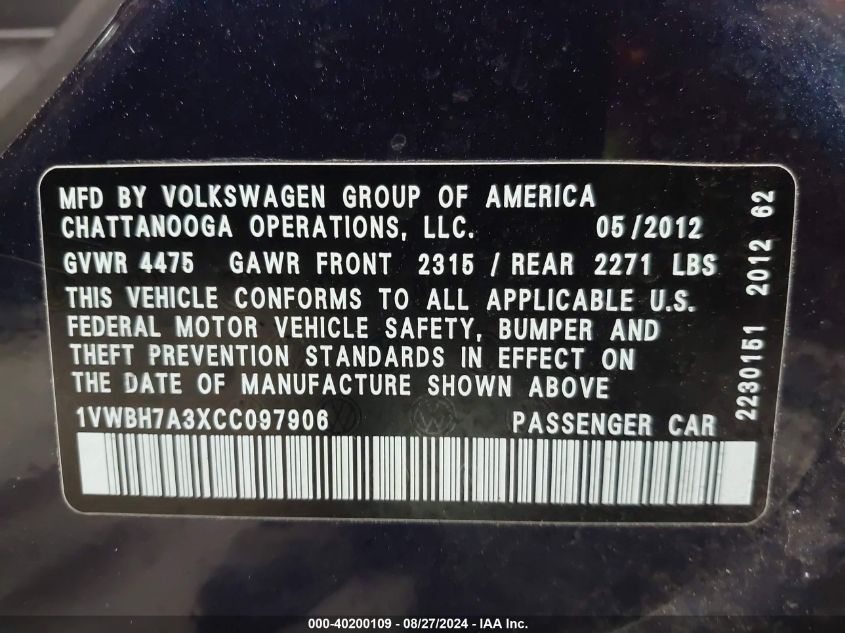 MFD BY VOLKSWAGEN GROUP OF AMERICA
CHATTANOOGA OPERATIONS, LLC. 05/2012
GVWR 4475 GAWR FRONT 2315 / REAR 2271 LBS
THIS VEHICLE CONFORMS TO ALL APPLICABLE U.S.
FEDERAL MOTOR VEHICLE SAFETY, BUMPER AND
THEFT PREVENTION STANDARDS IN EFFECT ON
THE DATE OF MANUFACTURE SHOWN ABOVE
1VWBH7A3XCC097906 PASSENGER CAR
2230151 2012 62
000-40200109 - 08/27/2024 - IAA Inc.